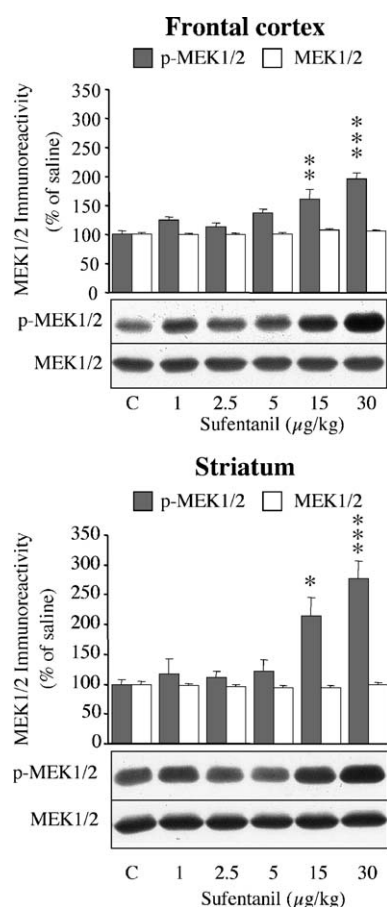 Frontal cortex
p-MEK1/2 MEK1/2
MEK1/2 Immunoreactivity
(% of saline)
350
300
250
200
150
100
50
0
**
***
p-MEK1/2
MEK1/2
C 1 2.5 5 15 30
Sufentanil (µg/kg)
Striatum
p-MEK1/2 MEK1/2
MEK1/2 Immunoreactivity
(% of saline)
350
300
250
200
150
100
50
0
*
***
p-MEK1/2
MEK1/2
C 1 2.5 5 15 30
Sufentanil (µg/kg)